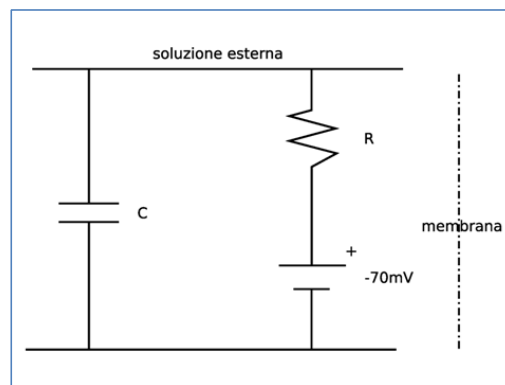 soluzione esterna
R
C
membrana
+
-70mV